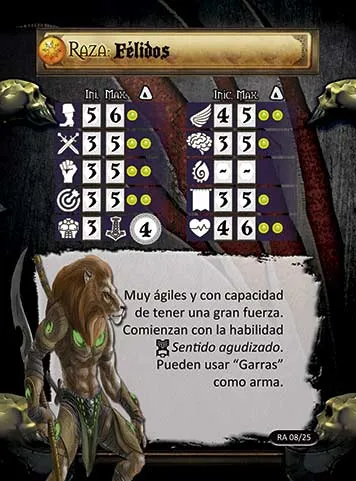 Raza: Félidos
Ini. Max. Inic. Max.
5 6 4 5
3 5 3 5
3 5 - -
3 5 3 5
3 4 4 6
Muy ágiles y con capacidad
de tener una gran fuerza.
Comienzan con la habilidad
Sentido agudizado.
Pueden usar “Garras”
como arma.
RA 08/25